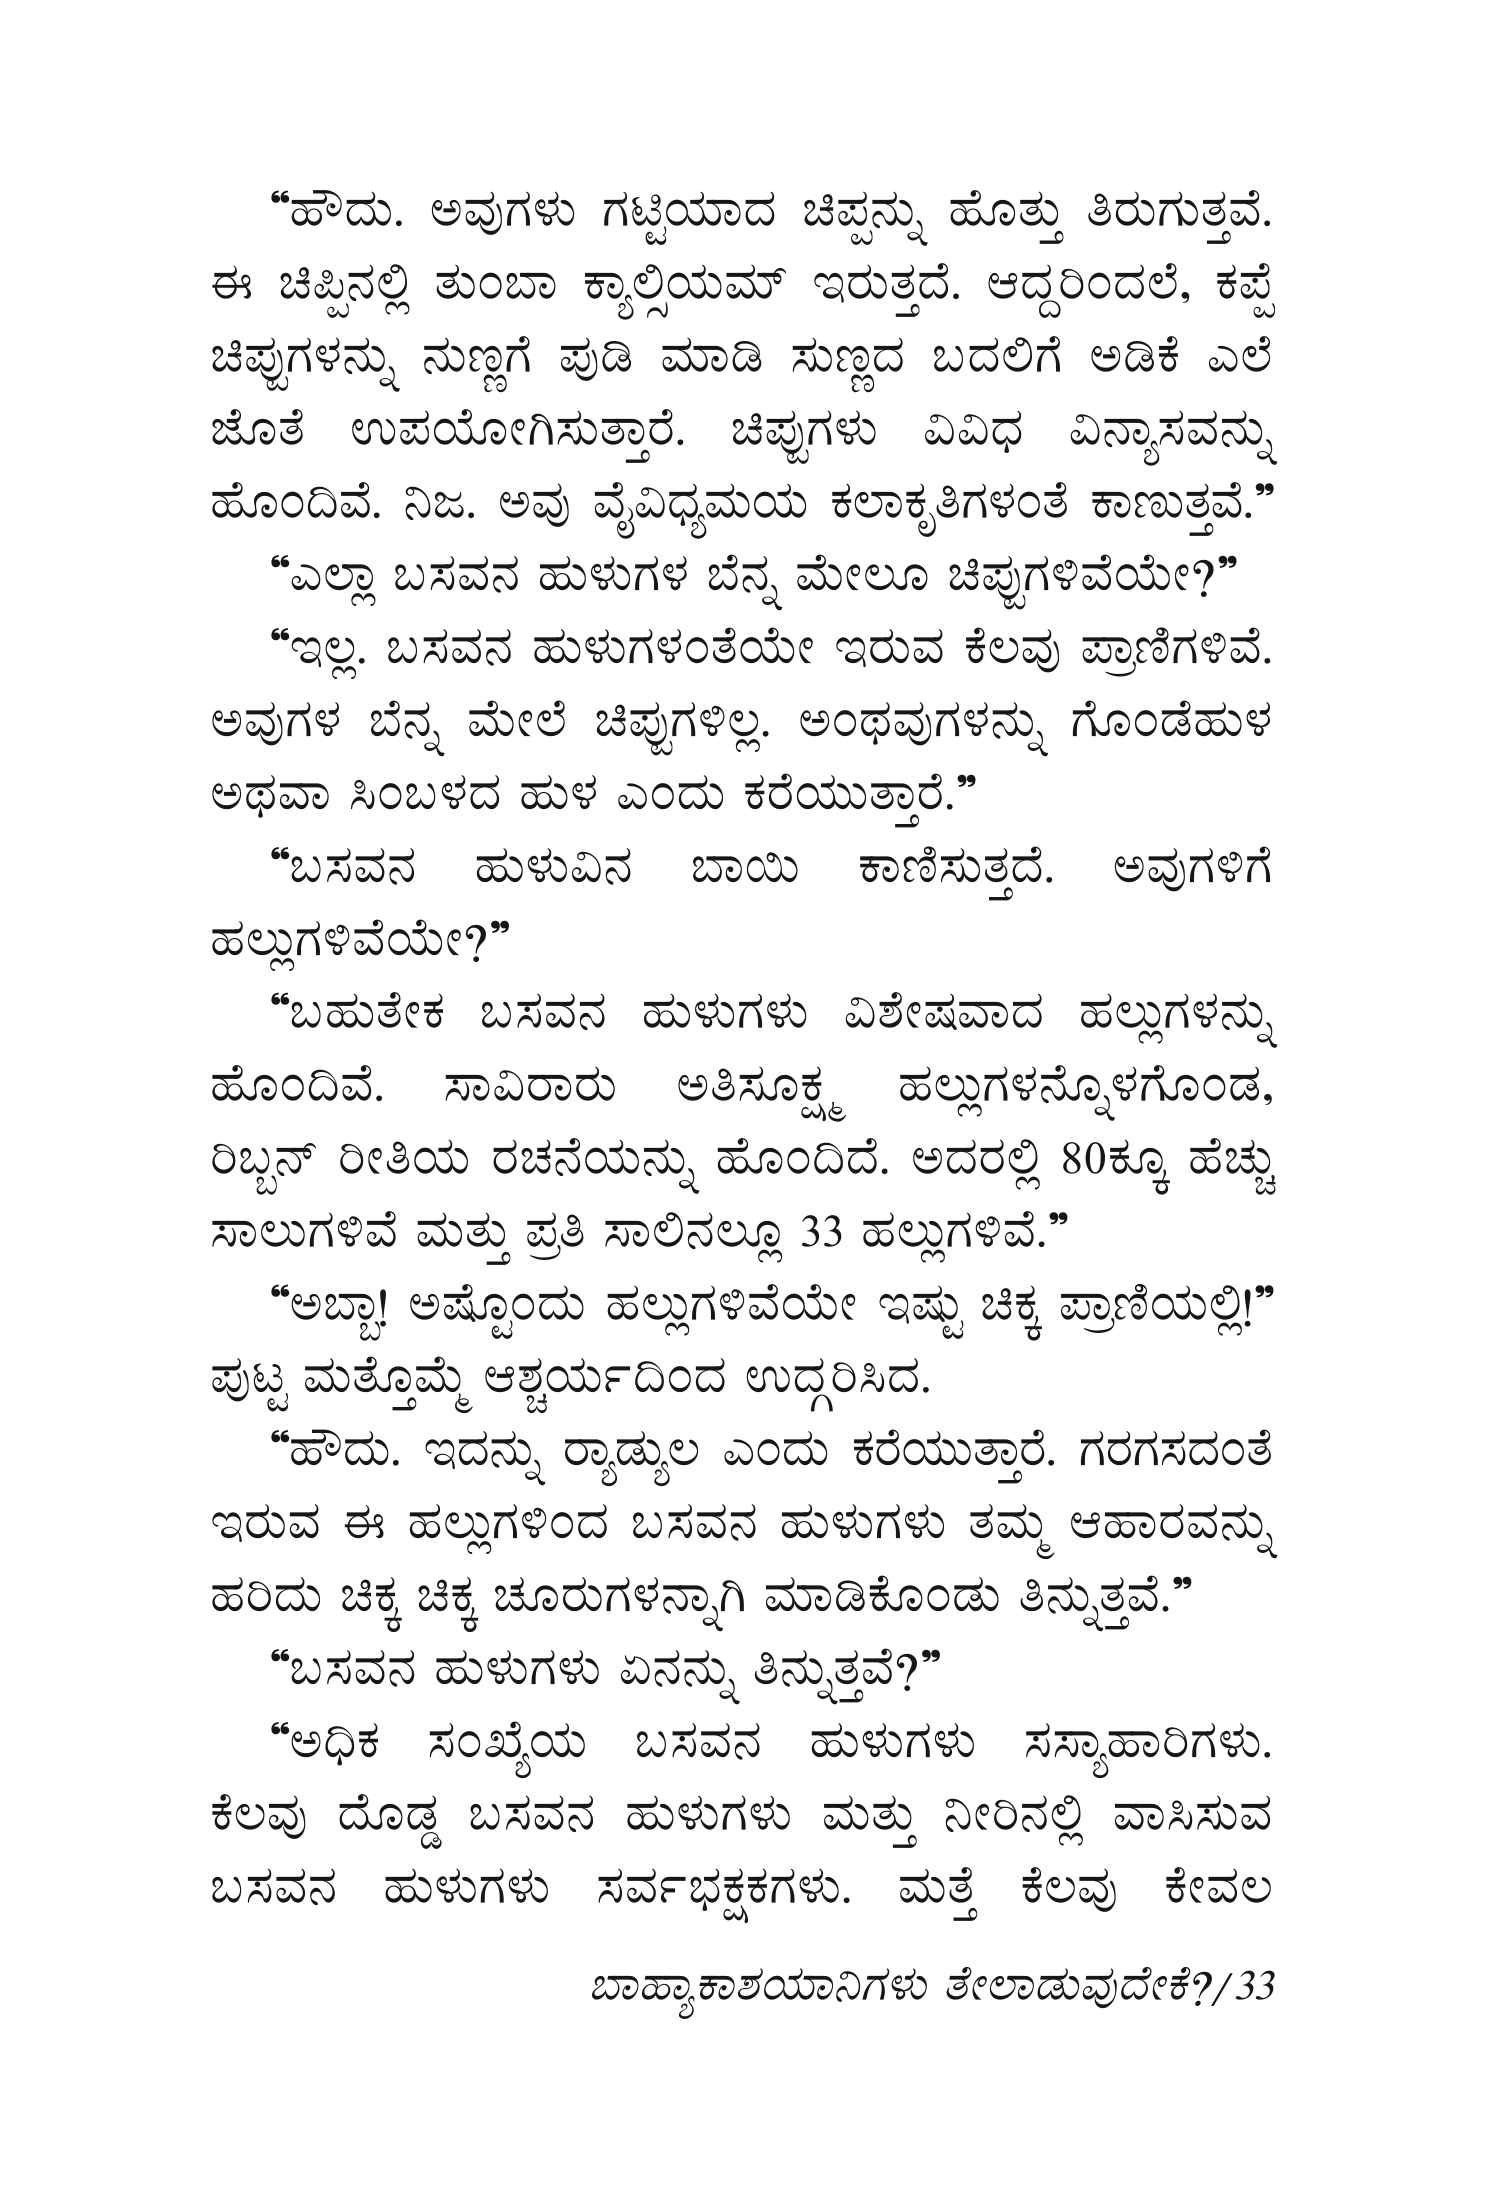 “ಹೌದು. ಅವುಗಳು ಗಟ್ಟಿಯಾದ ಚಿಪ್ಪನ್ನು ಹೊತ್ತು ತಿರುಗುತ್ತವೆ.
ಈ ಚಿಪ್ಪಿನಲ್ಲಿ ತುಂಬಾ ಕ್ಯಾಲ್ಸಿಯಮ್ ಇರುತ್ತದೆ. ಆದ್ದರಿಂದಲೆ, ಕಪ್ಪೆ
ಚಿಪ್ಪುಗಳನ್ನು ನುಣ್ಣಗೆ ಪುಡಿ ಮಾಡಿ ಸುಣ್ಣದ ಬದಲಿಗೆ ಅಡಿಕೆ ಎಲೆ
ಜೊತೆ ಉಪಯೋಗಿಸುತ್ತಾರೆ. ಚಿಪ್ಪುಗಳು ವಿವಿಧ ವಿನ್ಯಾಸವನ್ನು
ಹೊಂದಿವೆ. ನಿಜ. ಅವು ವೈವಿಧ್ಯಮಯ ಕಲಾಕೃತಿಗಳಂತೆ ಕಾಣುತ್ತವೆ.”
“ಎಲ್ಲಾ ಬಸವನ ಹುಳುಗಳ ಬೆನ್ನ ಮೇಲೂ ಚಿಪ್ಪುಗಳಿವೆಯೇ?”
“ಇಲ್ಲ. ಬಸವನ ಹುಳುಗಳಂತೆಯೇ ಇರುವ ಕೆಲವು ಪ್ರಾಣಿಗಳಿವೆ.
ಅವುಗಳ ಬೆನ್ನ ಮೇಲೆ ಚಿಪ್ಪುಗಳಿಲ್ಲ. ಅಂಥವುಗಳನ್ನು ಗೊಂಡೆಹುಳ
ಅಥವಾ ಸಿಂಬಳದ ಹುಳ ಎಂದು ಕರೆಯುತ್ತಾರೆ.”
“ಬಸವನ ಹುಳುವಿನ ಬಾಯಿ ಕಾಣಿಸುತ್ತದೆ. ಅವುಗಳಿಗೆ
ಹಲ್ಲುಗಳಿವೆಯೇ?”
“ಬಹುತೇಕ ಬಸವನ ಹುಳುಗಳು ವಿಶೇಷವಾದ ಹಲ್ಲುಗಳನ್ನು
ಹೊಂದಿವೆ. ಸಾವಿರಾರು ಅತಿಸೂಕ್ಷ್ಮ ಹಲ್ಲುಗಳನ್ನೊಳಗೊಂಡ,
ರಿಬ್ಬನ್ ರೀತಿಯ ರಚನೆಯನ್ನು ಹೊಂದಿದೆ. ಅದರಲ್ಲಿ 80ಕ್ಕೂ ಹೆಚ್ಚು
ಸಾಲುಗಳಿವೆ ಮತ್ತು ಪ್ರತಿ ಸಾಲಿನಲ್ಲೂ 33 ಹಲ್ಲುಗಳಿವೆ.”
“ಅಬ್ಬಾ! ಅಷ್ಟೊಂದು ಹಲ್ಲುಗಳಿವೆಯೇ ಇಷ್ಟು ಚಿಕ್ಕ ಪ್ರಾಣಿಯಲ್ಲಿ!”
ಪುಟ್ಟ ಮತ್ತೊಮ್ಮೆ ಆಶ್ಚರ್ಯದಿಂದ ಉದ್ಗರಿಸಿದ.
“ಹೌದು. ಇದನ್ನು ರ‍್ಯಾಡ್ಯುಲ ಎಂದು ಕರೆಯುತ್ತಾರೆ. ಗರಗಸದಂತೆ
ಇರುವ ಈ ಹಲ್ಲುಗಳಿಂದ ಬಸವನ ಹುಳುಗಳು ತಮ್ಮ ಆಹಾರವನ್ನು
ಹರಿದು ಚಿಕ್ಕ ಚಿಕ್ಕ ಚೂರುಗಳನ್ನಾಗಿ ಮಾಡಿಕೊಂಡು ತಿನ್ನುತ್ತವೆ.”
“ಬಸವನ ಹುಳುಗಳು ಏನನ್ನು ತಿನ್ನುತ್ತವೆ?”
“ಅಧಿಕ ಸಂಖ್ಯೆಯ ಬಸವನ ಹುಳುಗಳು ಸಸ್ಯಾಹಾರಿಗಳು.
ಕೆಲವು ದೊಡ್ಡ ಬಸವನ ಹುಳುಗಳು ಮತ್ತು ನೀರಿನಲ್ಲಿ ವಾಸಿಸುವ
ಬಸವನ ಹುಳುಗಳು ಸರ್ವಭಕ್ಷಕಗಳು. ಮತ್ತೆ ಕೆಲವು ಕೇವಲ
ಬಾಹ್ಯಾಕಾಶಯಾನಿಗಳು ತೇಲಾಡುವುದೇಕೆ?/33